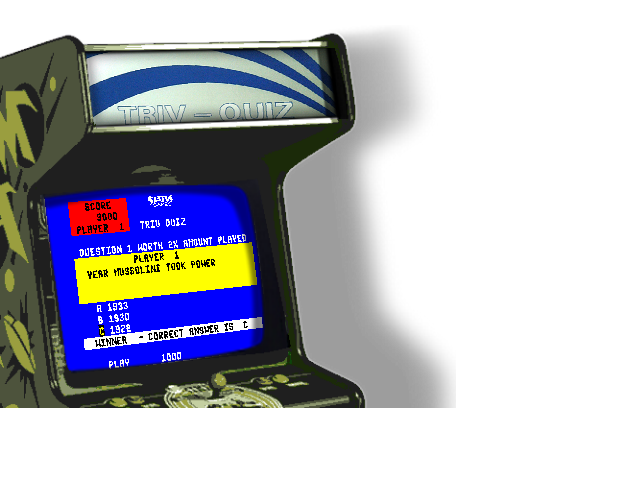 TRIV – QUIZ
SCORE
3000
PLAYER 1
TRIV QUIZ
QUESTION 1 WORTH 2X AMOUNT PLAYED
PLAYER 1
YEAR MUSSOLINI TOOK POWER
A 1933
B 1930
C 1922
WINNER - CORRECT ANSWER IS C
PLAY 1000